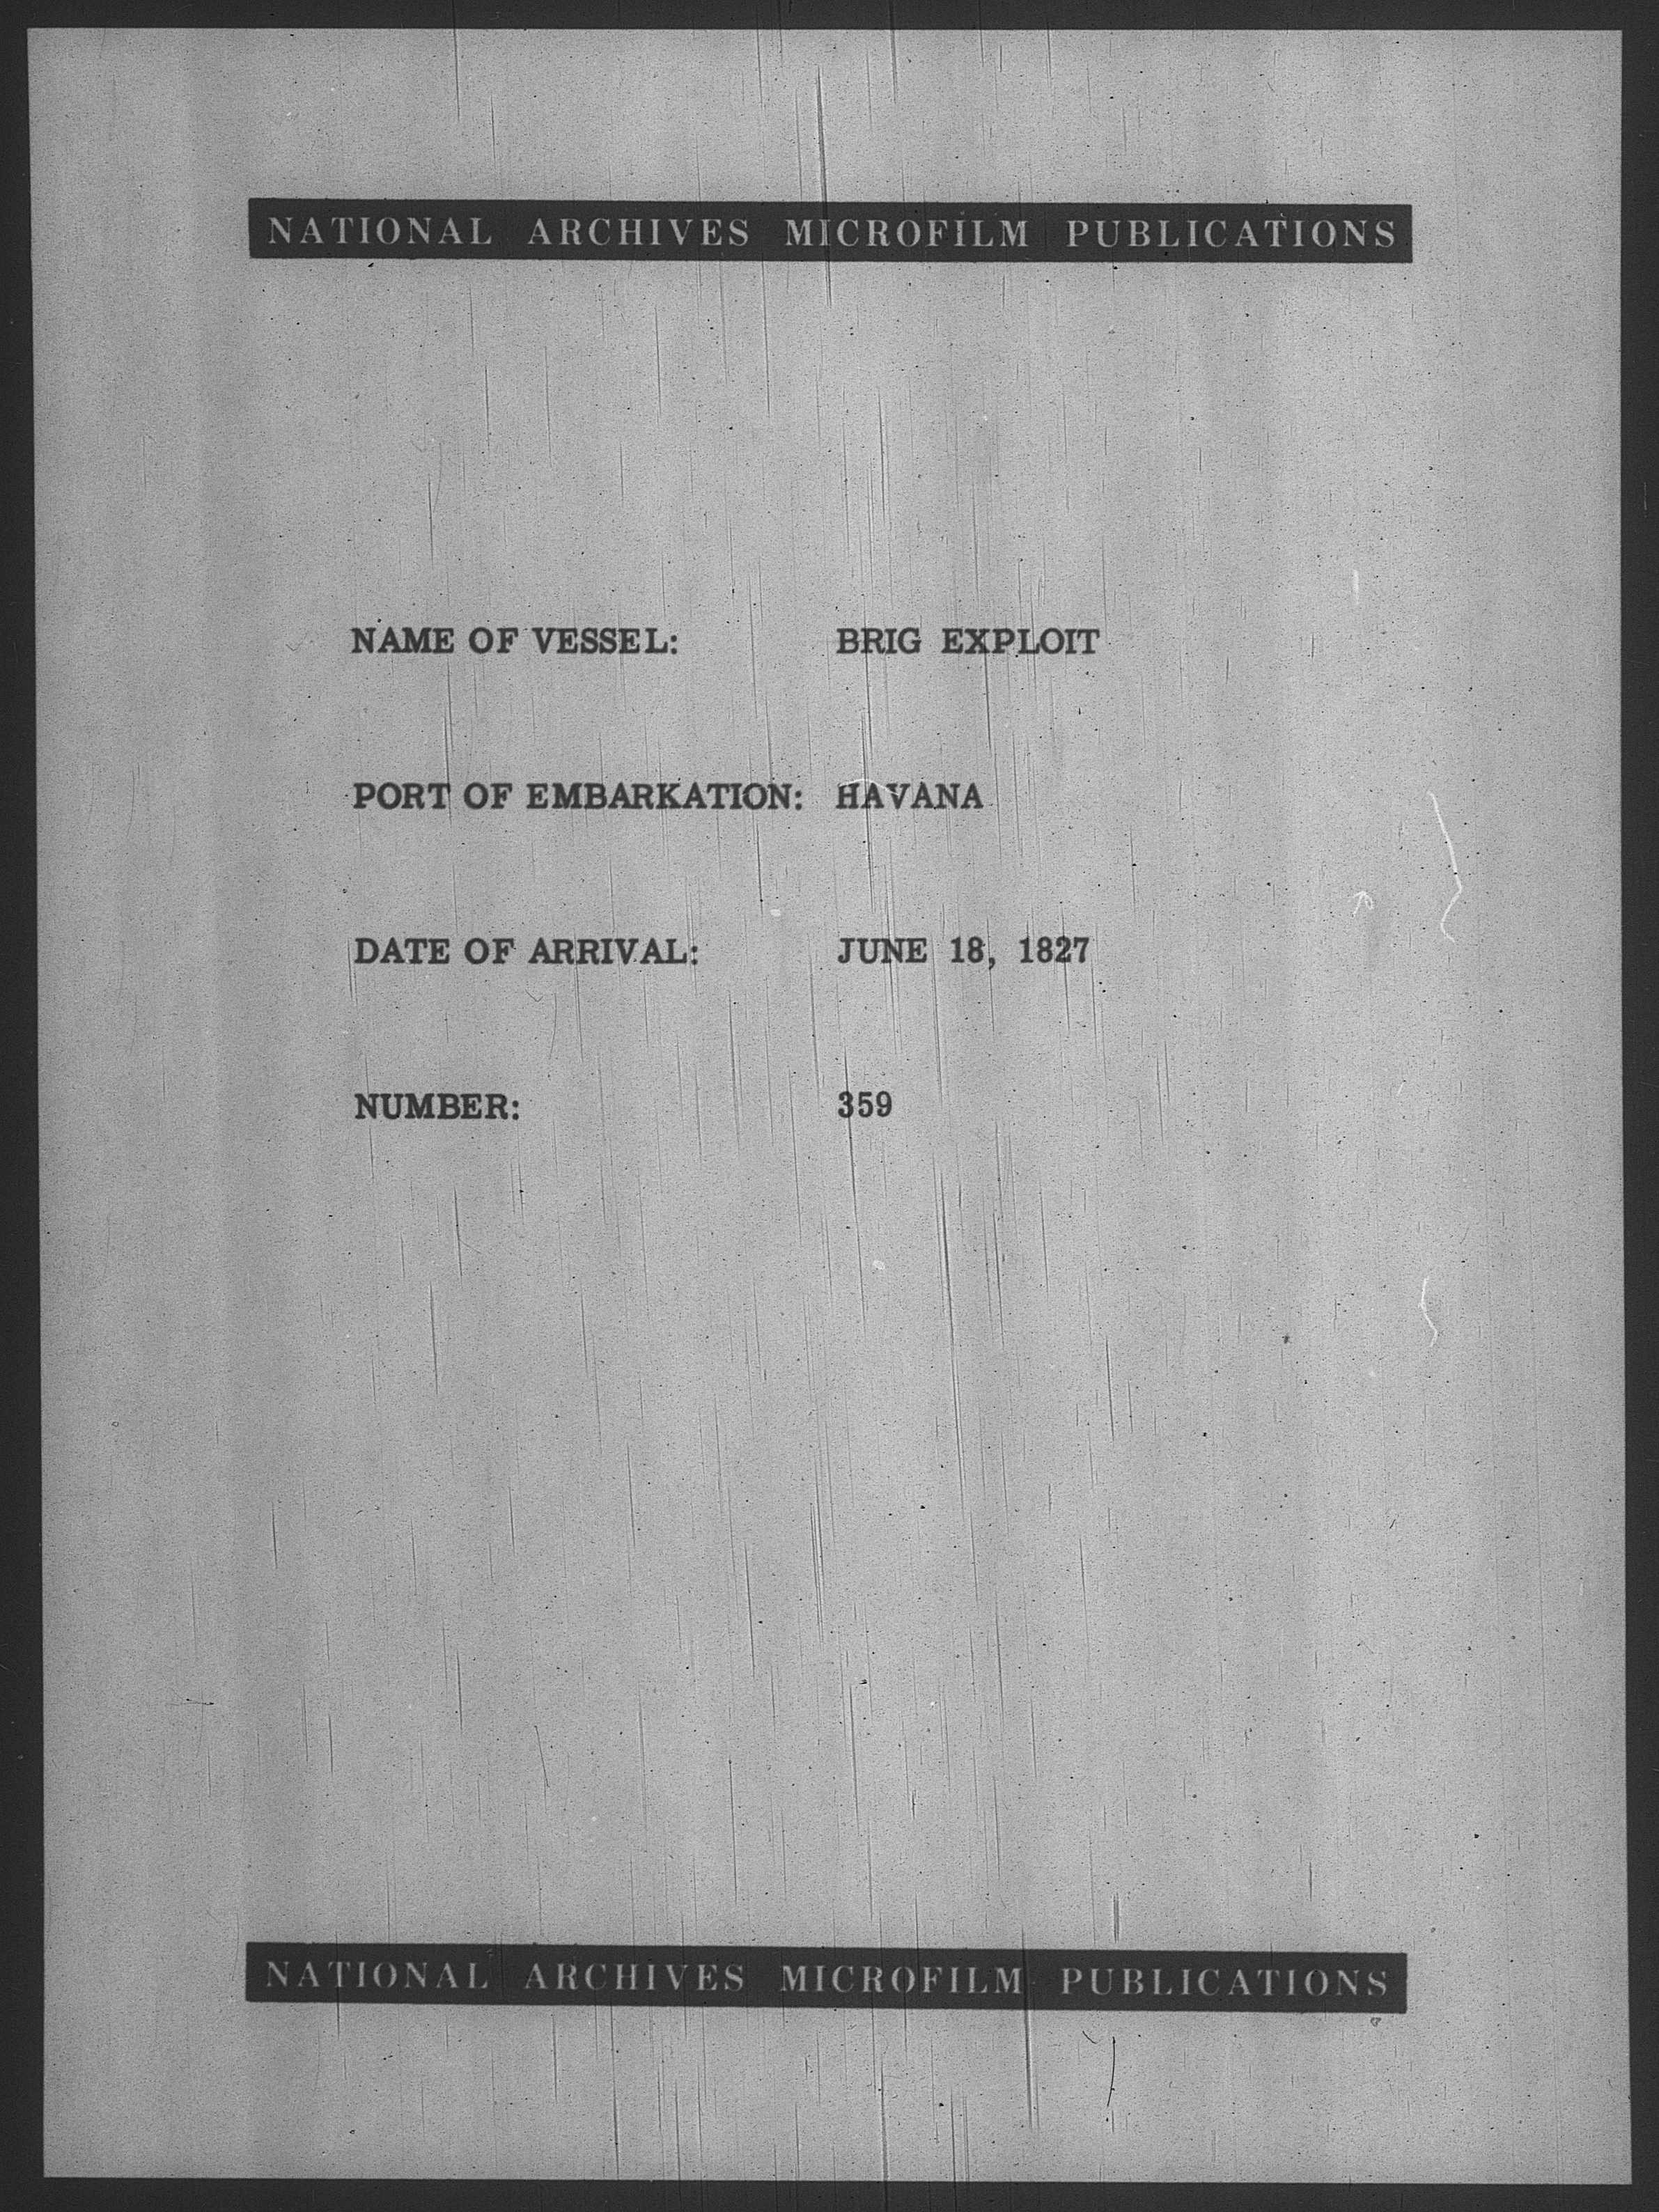 NATIONAL ARCHIVES MICROFILM PUBLICATIONS
NAME OF VESSEL: BRIG EXPLOIT
PORT OF EMBARKATION: HAVANA
DATE OF ARRIVAL: JUNE 18, 1827
NUMBER: 359
NATIONAL ARCHIVES MICROFILM PUBLICATIONS